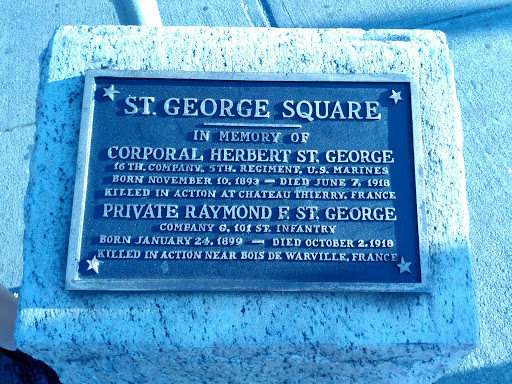 ST. GEORGE SQUARE
IN MEMORY OF
CORPORAL HERBERT ST. GEORGE
16 TH. COMPANY, 5TH. REGIMENT, U.S. MARINES
BORN NOVEMBER 10, 1893 — DIED JUNE 7, 1918
KILLED IN ACTION AT CHATEAU THIERRY, FRANCE
PRIVATE RAYMOND F. ST. GEORGE
COMPANY G, 101 ST. INFANTRY
BORN JANUARY 24, 1899 — DIED OCTOBER 2, 1918
KILLED IN ACTION NEAR BOIS DE WARVILLE, FRANCE